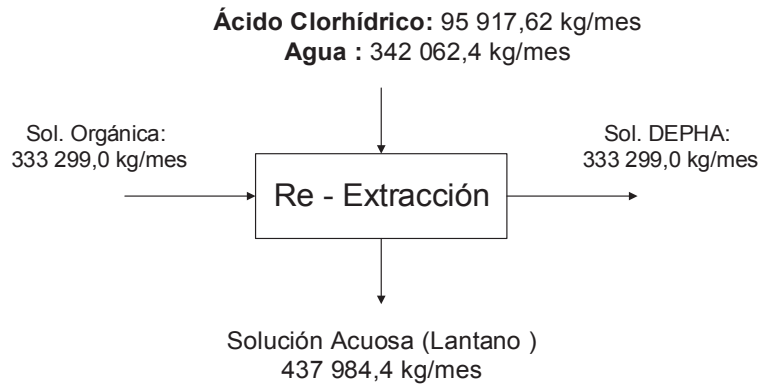 Ácido Clorhídrico: 95 917,62 kg/mes
Agua : 342 062,4 kg/mes
Sol. Orgánica:
333 299,0 kg/mes
Sol. DEPHA:
333 299,0 kg/mes
Re - Extracción
Solución Acuosa (Lantano )
437 984,4 kg/mes